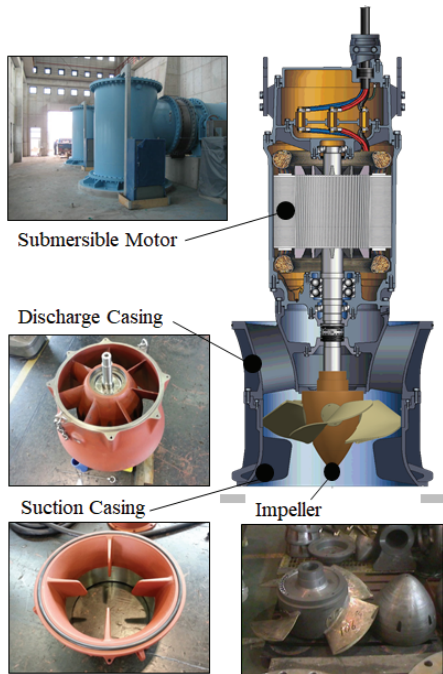 Submersible Motor
Discharge Casing
Suction Casing
Impeller